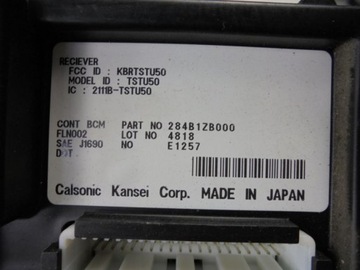 RECIEVER
FCC ID : KBRTSTU50
MODEL ID : TSTU50
IC : 2111B-TSTU50
CONT BCM PART NO 284B1ZB000
FLN002 LOT NO 4818
SAE J1690 NO E1257
DOT
Calsonic Kansei Corp. MADE IN JAPAN